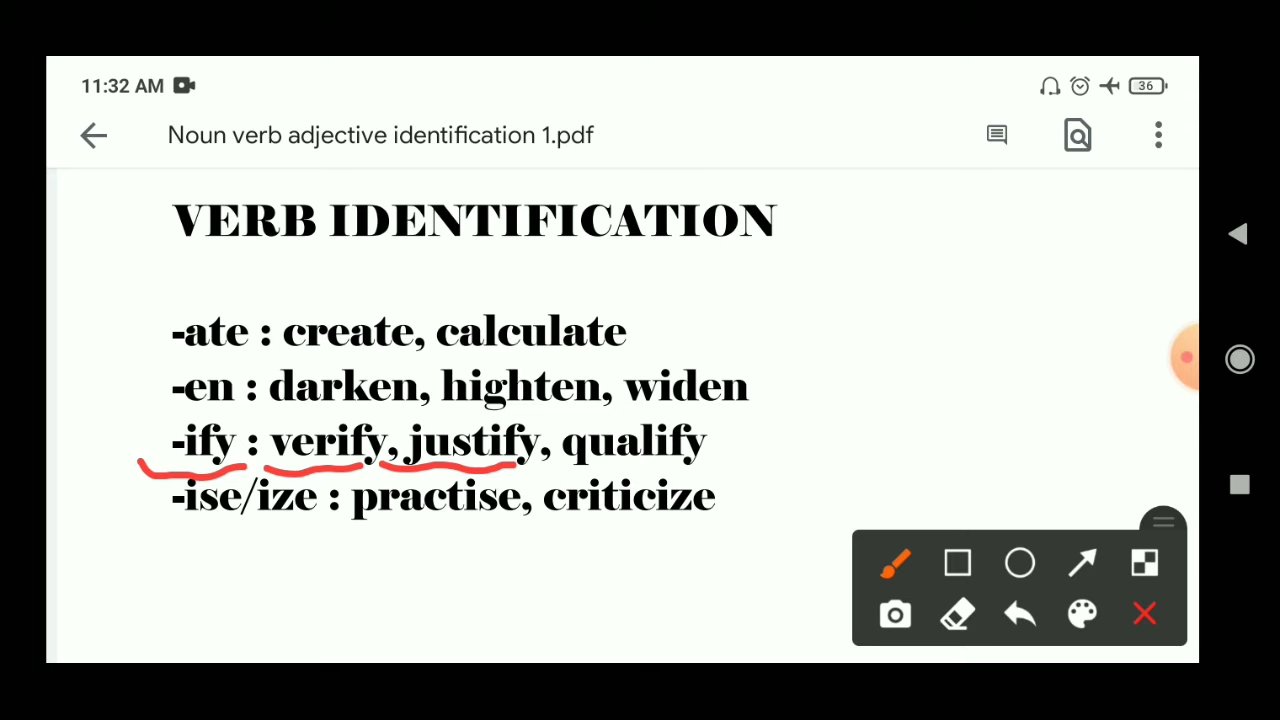 11:32 AM 36
Noun verb adjective identification 1.pdf
VERB IDENTIFICATION
-ate : create, calculate
-en : darken, highten, widen
-ify : verify, justify, qualify
-ise/ize : practise, criticize